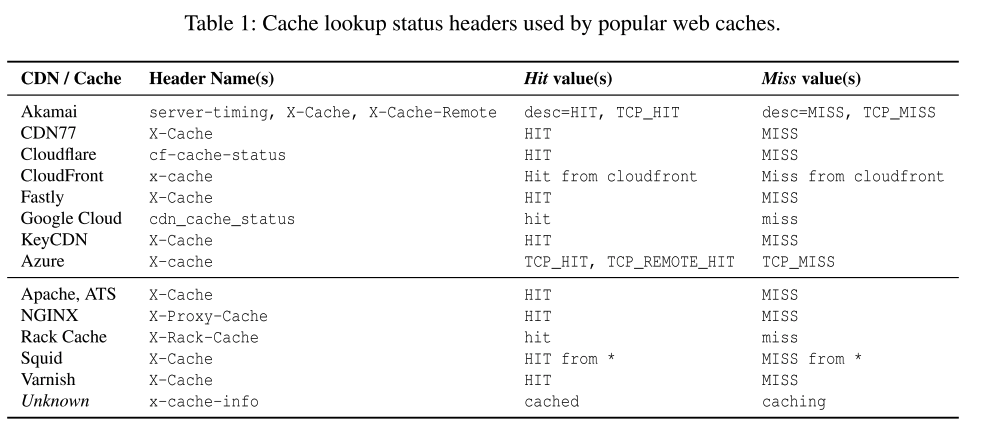 Table 1: Cache lookup status headers used by popular web caches.
CDN / Cache Header Name(s) Hit value(s) Miss value(s)
Akamai server-timing, X-Cache, X-Cache-Remote desc=HIT, TCP_HIT desc=MISS, TCP_MISS
CDN77 X-Cache HIT MISS
Cloudflare cf-cache-status HIT MISS
CloudFront x-cache Hit from cloudfront Miss from cloudfront
Fastly X-Cache HIT MISS
Google Cloud cdn_cache_status hit miss
KeyCDN X-Cache HIT MISS
Azure X-cache TCP_HIT, TCP_REMOTE_HIT TCP_MISS
Apache, ATS X-Cache HIT MISS
NGINX X-Proxy-Cache HIT MISS
Rack Cache X-Rack-Cache hit miss
Squid X-Cache HIT from * MISS from *
Varnish X-Cache HIT MISS
Unknown x-cache-info cached caching